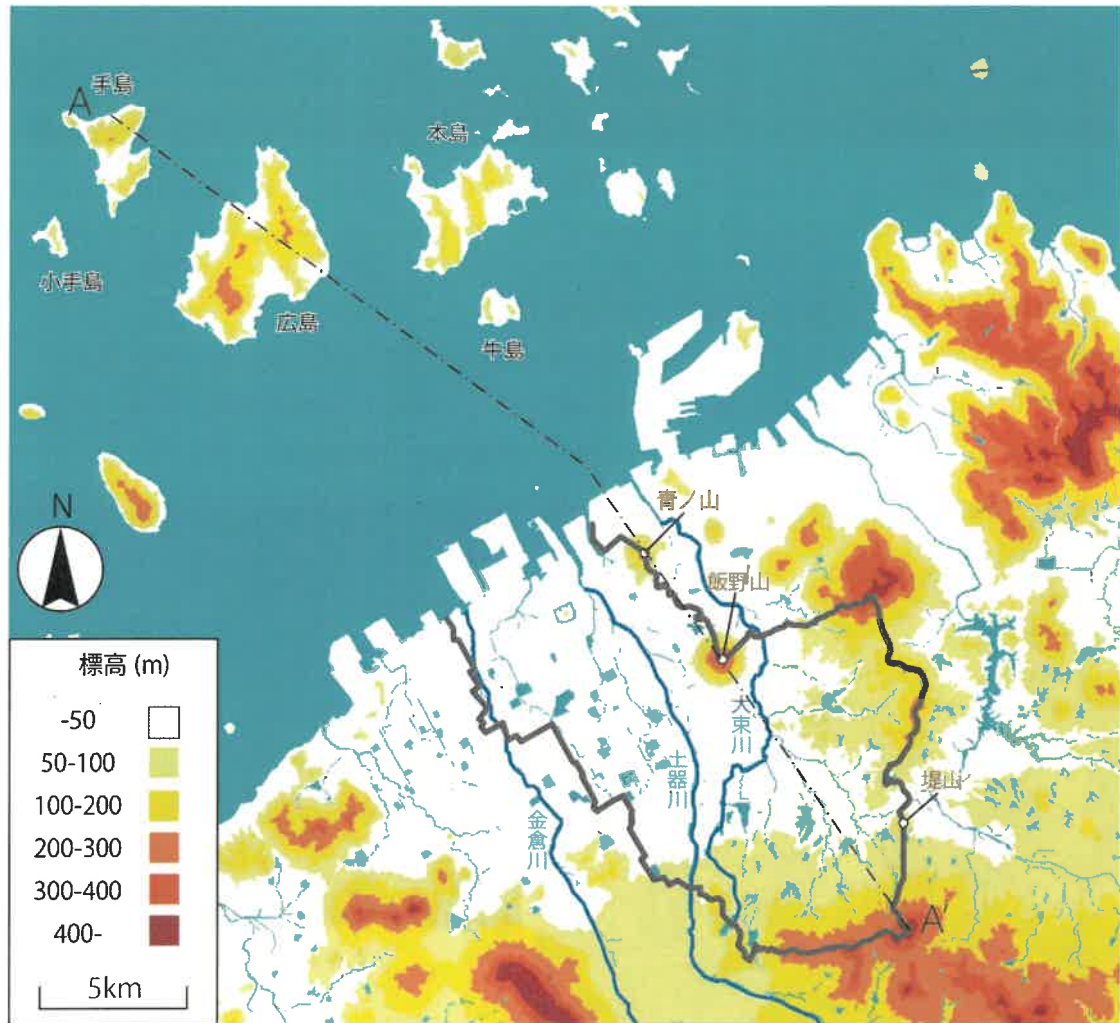 手島
A
本島
小手島
広島
牛島
青ノ山
N
飯野山
標高 (m)
-50
50-100
100-200
200-300
300-400
400-
5km
大束川
土器川
金倉川
堤山
A'